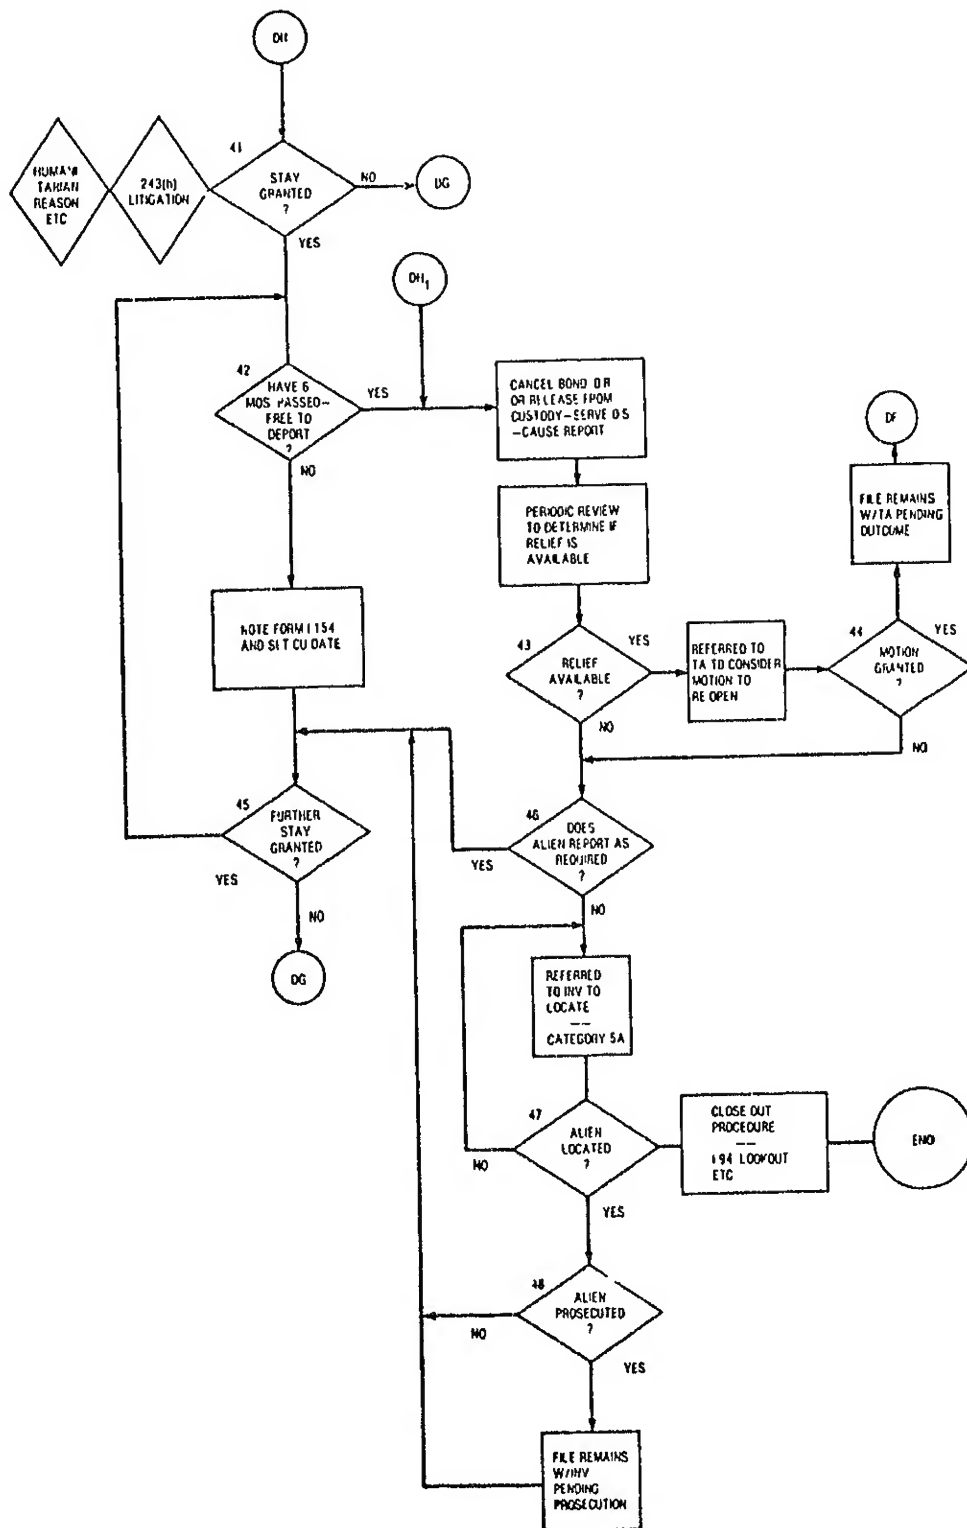 DH
41
STAY
GRANTED
?
NO
DG
HUMANI
TARIAN
REASON
ETC
243(h)
LITIGATION
YES
DH1
42
HAVE 6
MOS. PASSED—
FREE TO
DEPORT
?
YES
NO
CANCEL BOND O R
OR RELEASE FROM
CUSTODY—SERVE O S
—CAUSE REPORT
DF
PERIODIC REVIEW
TO DETERMINE IF
RELIEF IS
AVAILABLE
FILE REMAINS
W/TA PENDING
OUTCOME
NOTE FORM I 154
AND SET CU DATE
43
RELIEF
AVAILABLE
?
YES
NO
REFERRED TO
TA TO CONSIDER
MOTION TO
RE OPEN
44
MOTION
GRANTED
?
YES
NO
45
FURTHER
STAY
GRANTED
?
YES
NO
DG
46
DOES
ALIEN REPORT AS
REQUIRED
?
YES
NO
REFERRED
TO INV TO
LOCATE
——
CATEGORY 5A
47
ALIEN
LOCATED
?
NO
YES
CLOSE OUT
PROCEDURE
——
I 94 LOOKOUT
ETC
END
48
ALIEN
PROSECUTED
?
NO
YES
FILE REMAINS
W/INV
PENDING
PROSECUTION